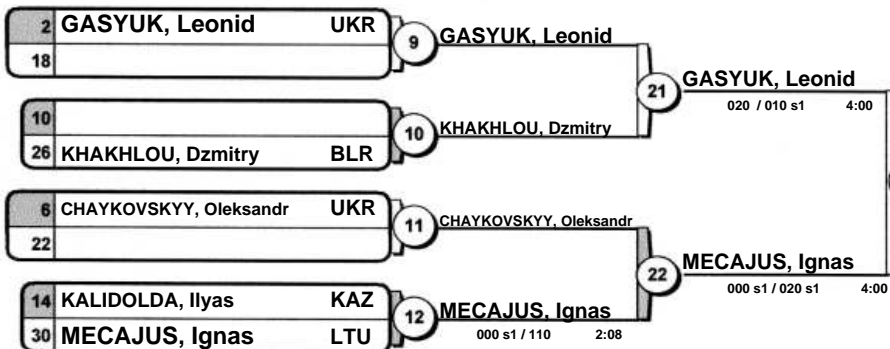 2 GASYUK, Leonid UKR
18
9 GASYUK, Leonid
21 GASYUK, Leonid
020 / 010 s1 4:00
10
26 KHAKHLOU, Dzmitry BLR
10 KHAKHLOU, Dzmitry
6 CHAYKOVSKYY, Oleksandr UKR
22
11 CHAYKOVSKYY, Oleksandr
22 MECAJUS, Ignas
000 s1 / 020 s1 4:00
14 KALIDOLDA, Ilyas KAZ
30 MECAJUS, Ignas LTU
12 MECAJUS, Ignas
000 s1 / 110 2:08